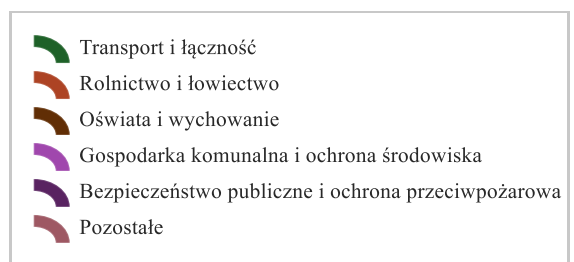 Transport i łączność
Rolnictwo i łowiectwo
Oświata i wychowanie
Gospodarka komunalna i ochrona środowiska
Bezpieczeństwo publiczne i ochrona przeciwpożarowa
Pozostałe